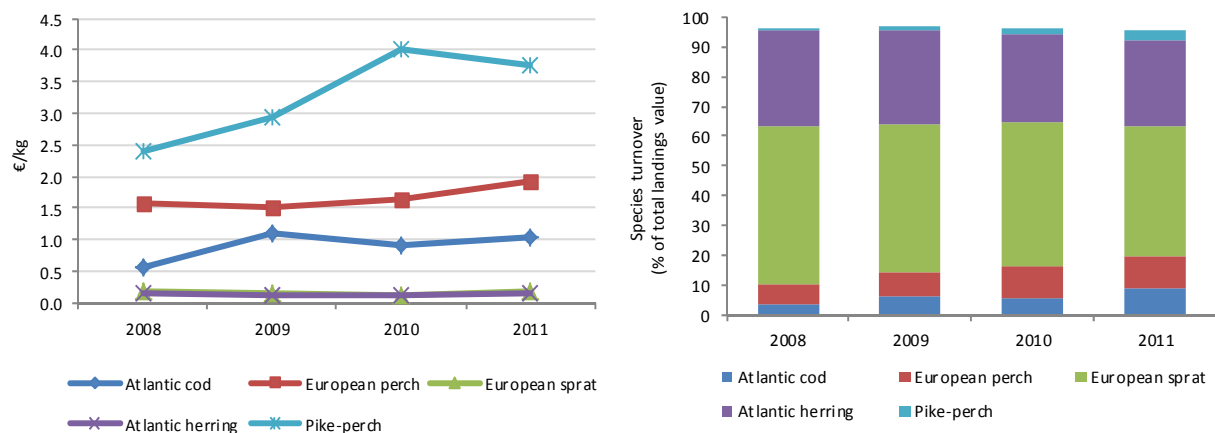 €/kg
4.5
4.0
3.5
3.0
2.5
2.0
1.5
1.0
0.5
0.0
2008 2009 2010 2011
Atlantic cod European perch European sprat
Atlantic herring Pike-perch
Species turnover
(% of total landings value)
100
90
80
70
60
50
40
30
20
10
0
2008 2009 2010 2011
Atlantic cod European perch European sprat
Atlantic herring Pike-perch